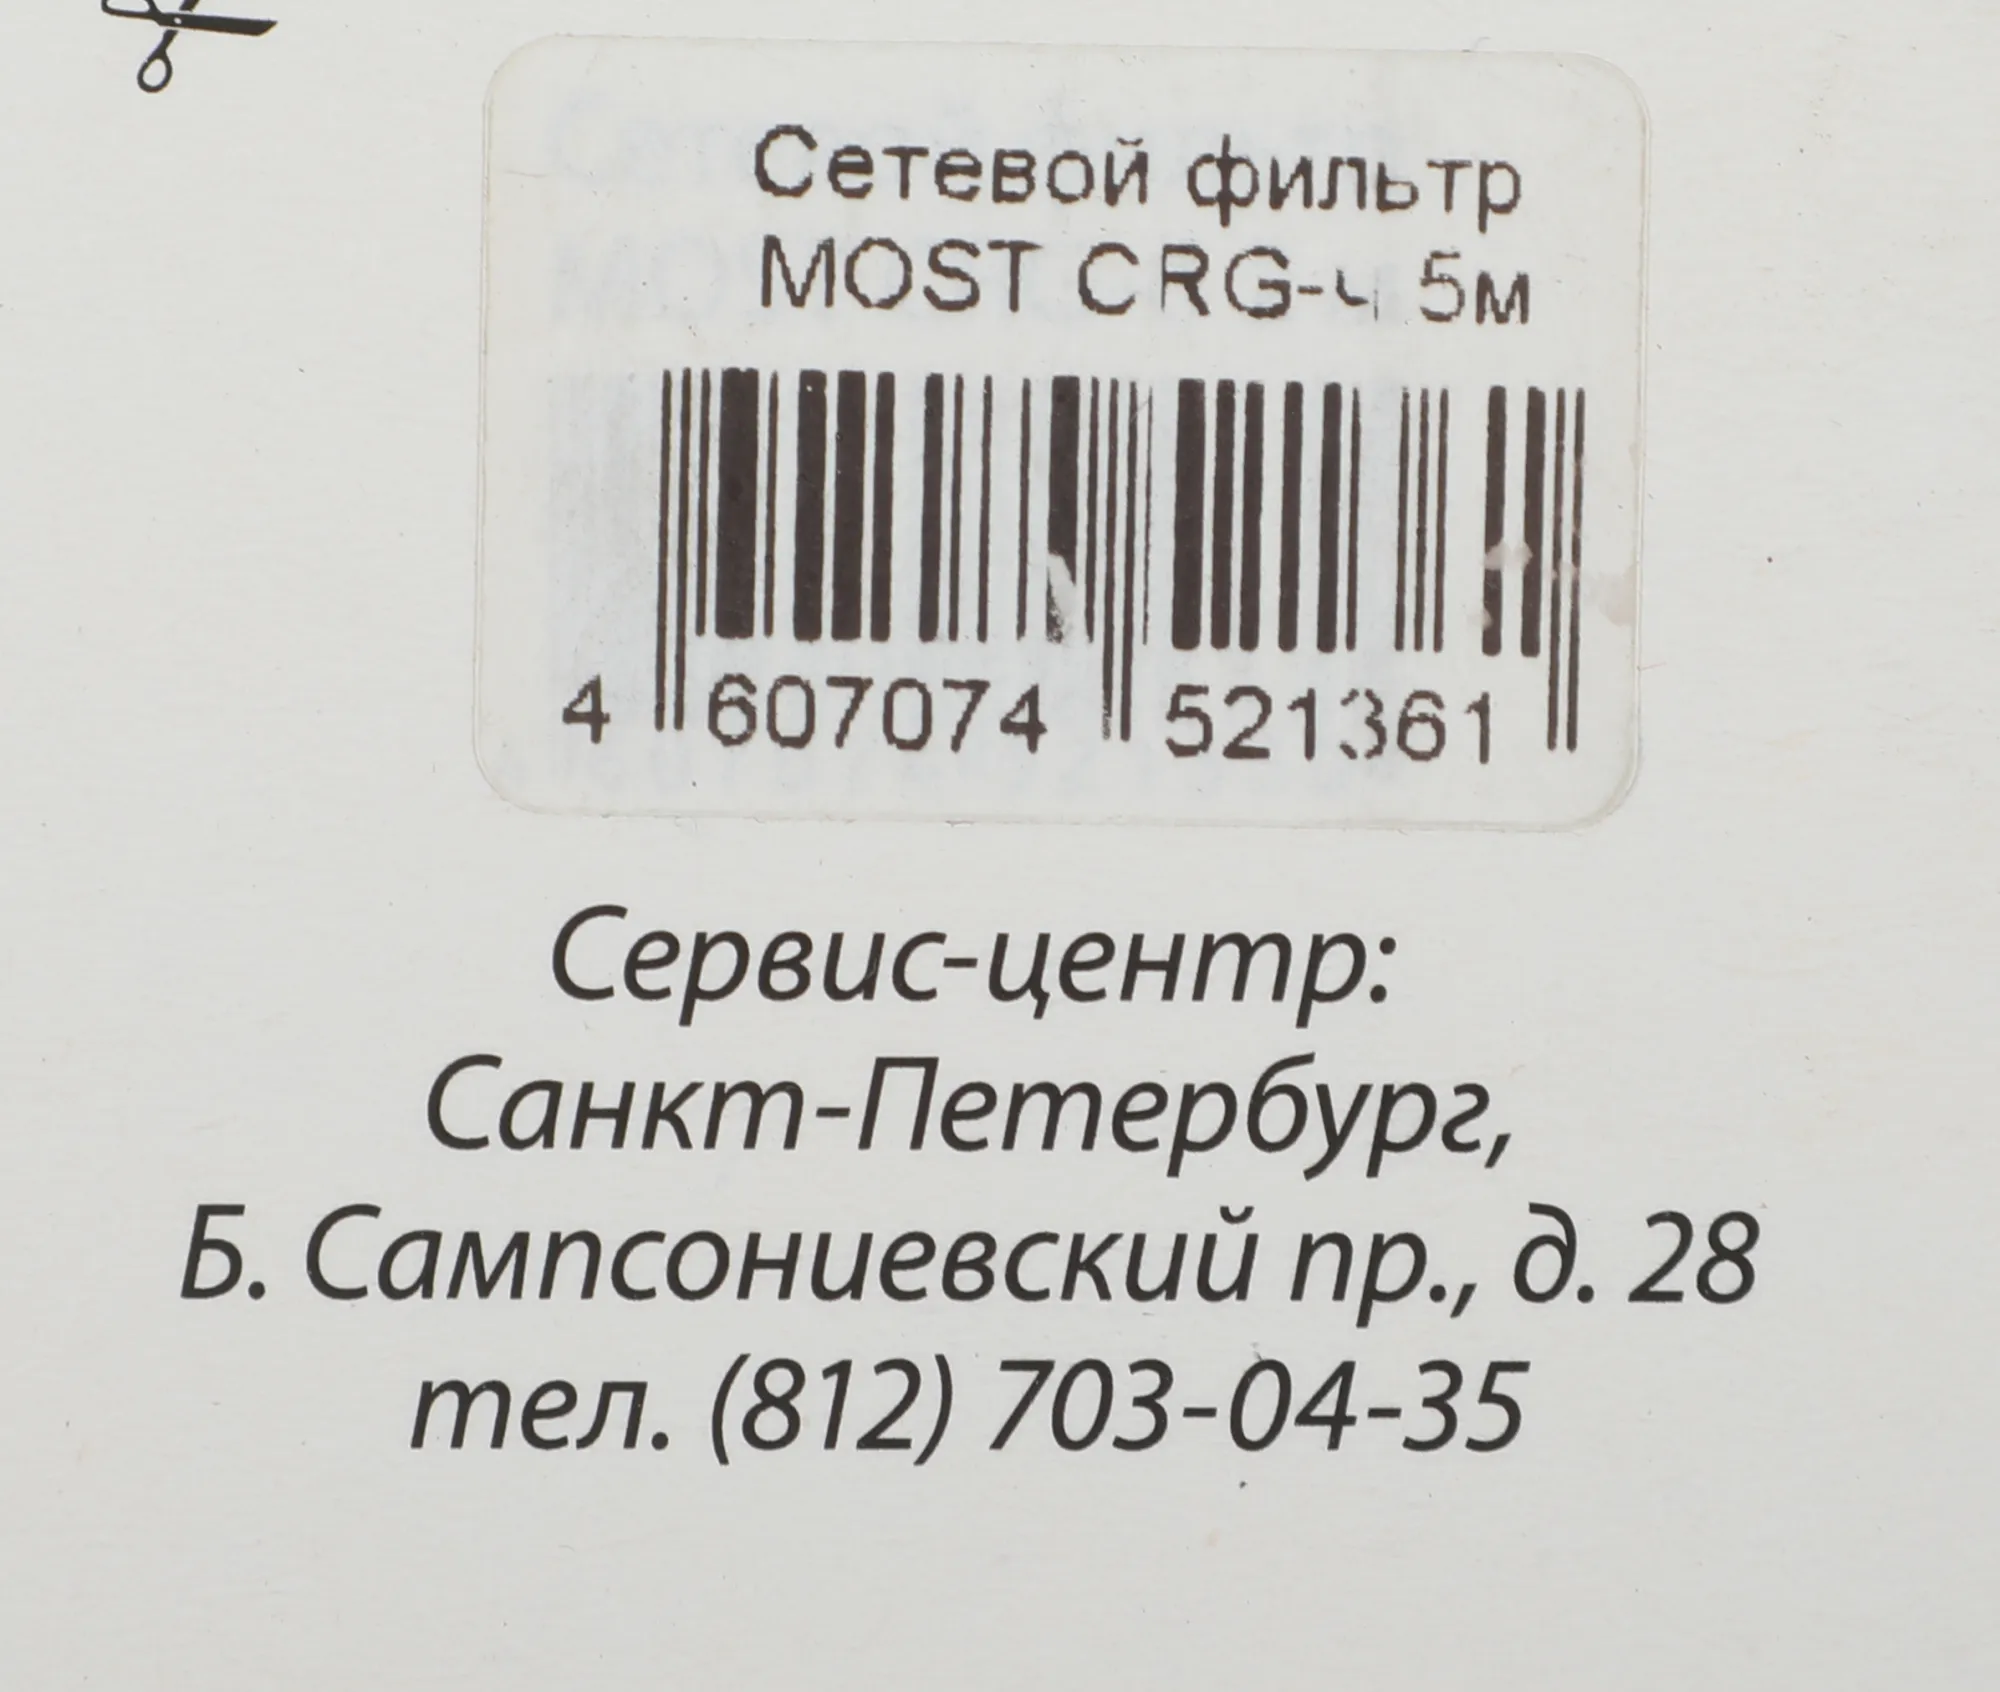 Сетевой фильтр
MOST CRG-ч 5м
4 607074 521361
Сервис-центр:
Санкт-Петербург,
Б. Сампсониевский пр., д. 28
тел. (812) 703-04-35